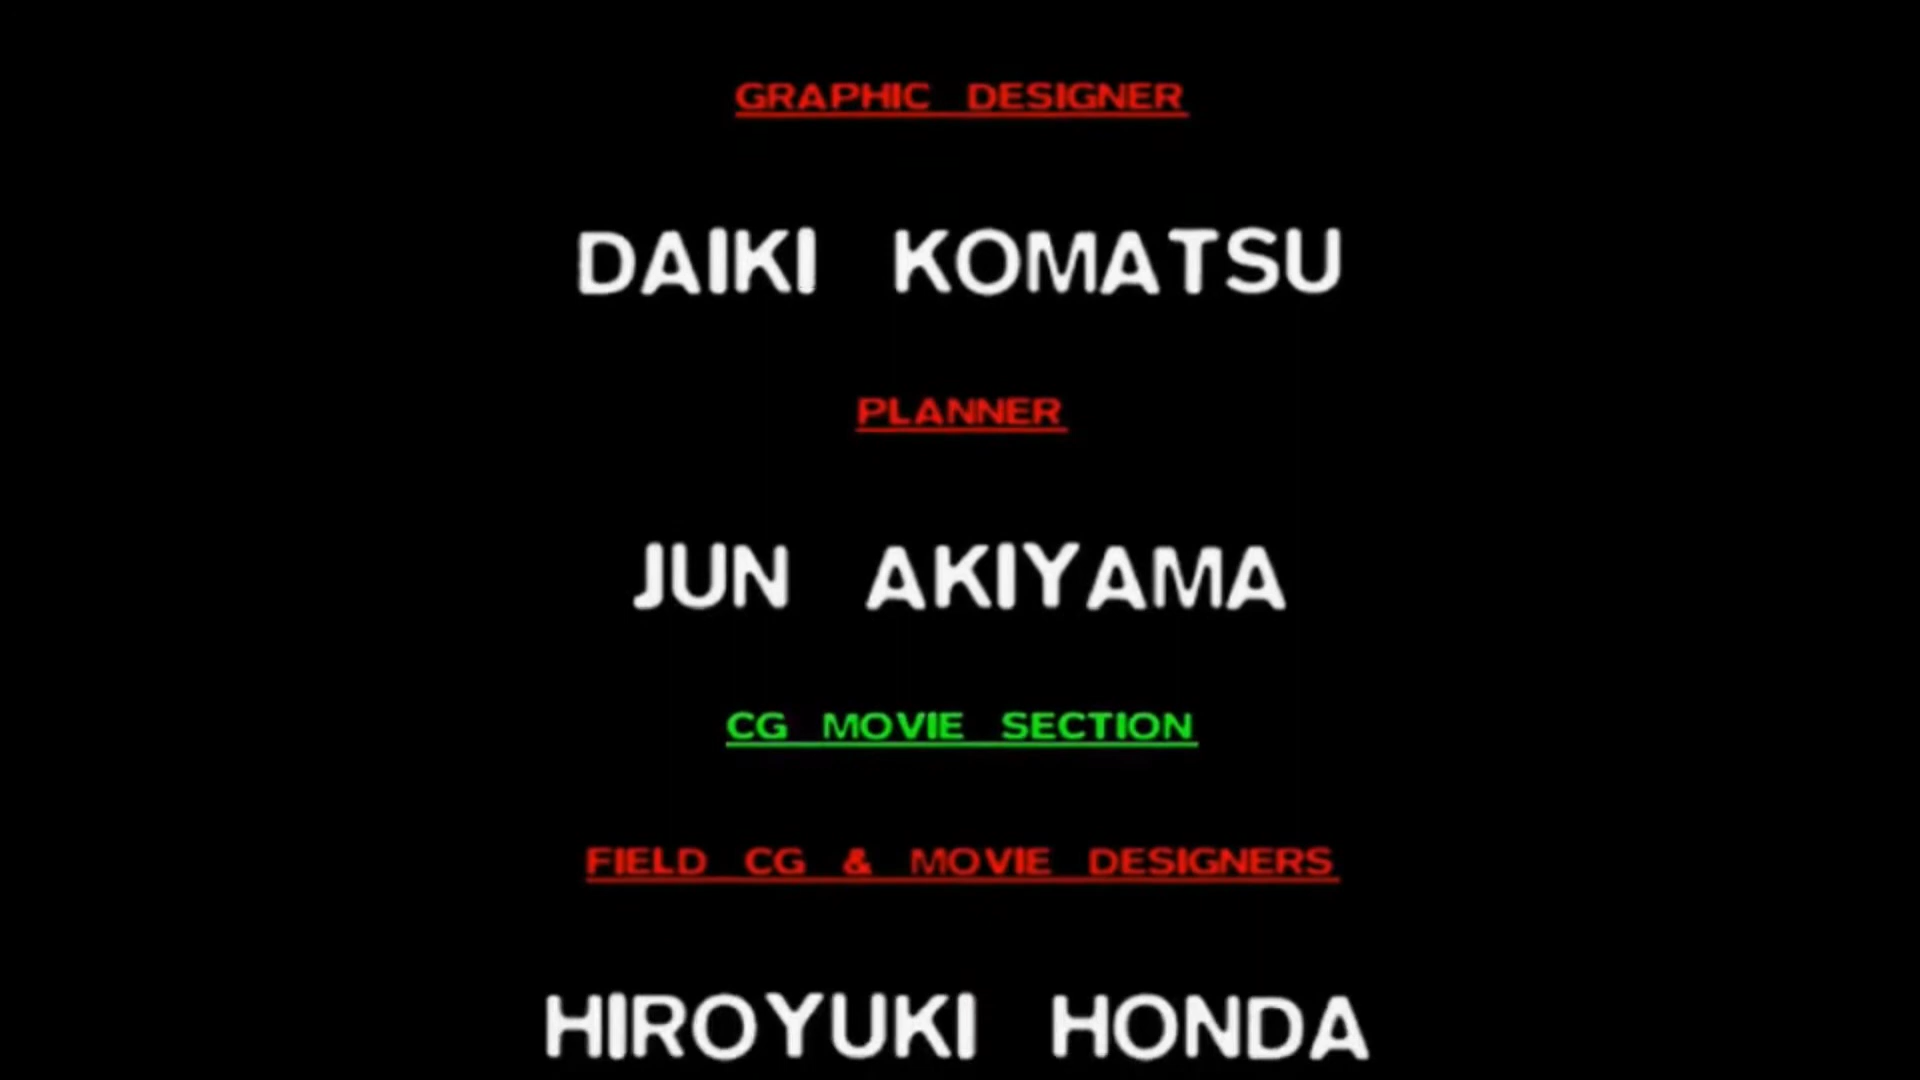 GRAPHIC DESIGNER
DAIKI KOMATSU
PLANNER
JUN AKIYAMA
CG MOVIE SECTION
FIELD CG & MOVIE DESIGNERS
HIROYUKI HONDA